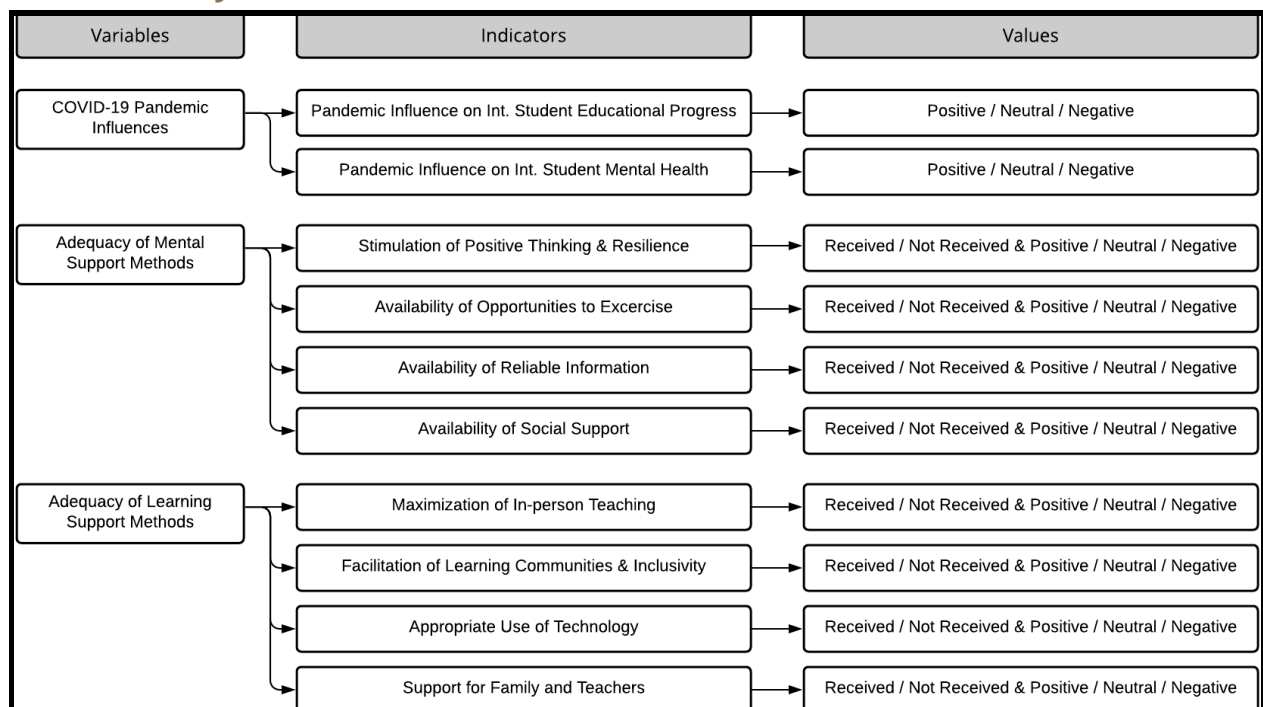 Variables
Indicators
Values
COVID-19 Pandemic
Influences
Pandemic Influence on Int. Student Educational Progress
Positive / Neutral / Negative
Pandemic Influence on Int. Student Mental Health
Positive / Neutral / Negative
Adequacy of Mental
Support Methods
Stimulation of Positive Thinking & Resilience
Received / Not Received & Positive / Neutral / Negative
Availability of Opportunities to Excercise
Received / Not Received & Positive / Neutral / Negative
Availability of Reliable Information
Received / Not Received & Positive / Neutral / Negative
Availability of Social Support
Received / Not Received & Positive / Neutral / Negative
Adequacy of Learning
Support Methods
Maximization of In-person Teaching
Received / Not Received & Positive / Neutral / Negative
Facilitation of Learning Communities & Inclusivity
Received / Not Received & Positive / Neutral / Negative
Appropriate Use of Technology
Received / Not Received & Positive / Neutral / Negative
Support for Family and Teachers
Received / Not Received & Positive / Neutral / Negative